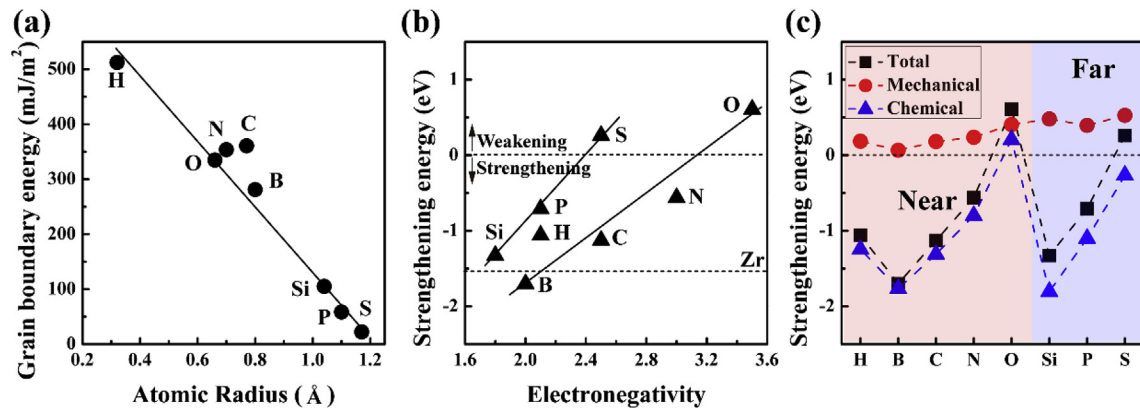 (a)
Grain boundary energy (mJ/m²)
500
400
300
200
100
0
H
N
C
O
B
Si
P
S
0.2
0.4
0.6
0.8
1.0
1.2
Atomic Radius (Å)
(b)
Strengthening energy (eV)
1
0
-1
-2
Weakening
Strengthening
O
S
P
N
Si
H
C
Zr
B
1.6
2.0
2.4
2.8
3.2
3.6
Electronegativity
(c)
Strengthening energy (eV)
1
0
-1
-2
Total
Mechanical
Chemical
Far
Near
H
B
C
N
O
Si
P
S